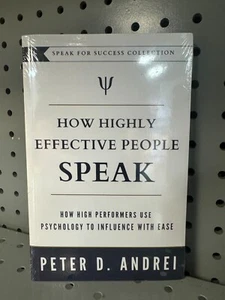 SPEAK FOR SUCCESS COLLECTION
Ψ
HOW HIGHLY
EFFECTIVE PEOPLE
SPEAK
HOW HIGH PERFORMERS USE
PSYCHOLOGY TO INFLUENCE WITH EASE
PETER D. ANDREI